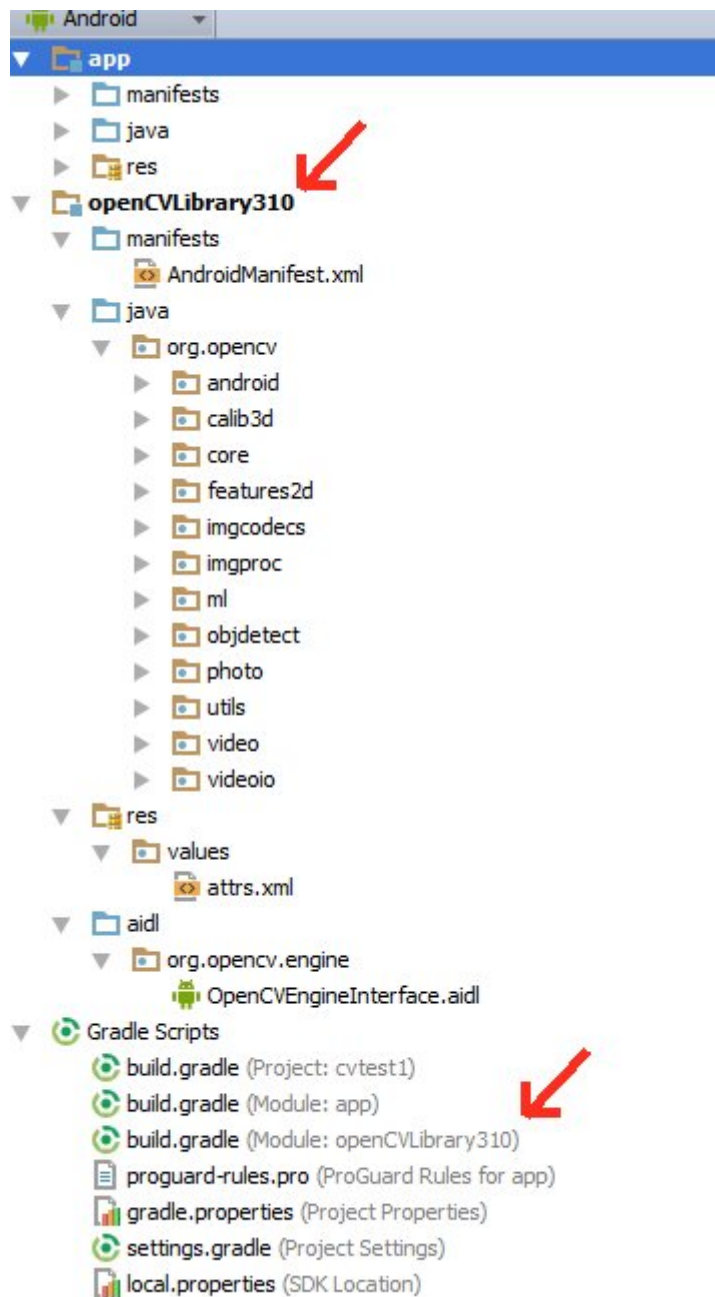 Android
app
manifests
java
res
openCVLibrary310
manifests
AndroidManifest.xml
java
org.opencv
android
calib3d
core
features2d
imgcodecs
imgproc
ml
objdetect
photo
utils
video
videoio
res
values
attrs.xml
aidl
org.opencv.engine
OpenCVEngineInterface.aidl
Gradle Scripts
build.gradle (Project: cvtest1)
build.gradle (Module: app)
build.gradle (Module: openCVLibrary310)
proguard-rules.pro (ProGuard Rules for app)
gradle.properties (Project Properties)
settings.gradle (Project Settings)
local.properties (SDK Location)